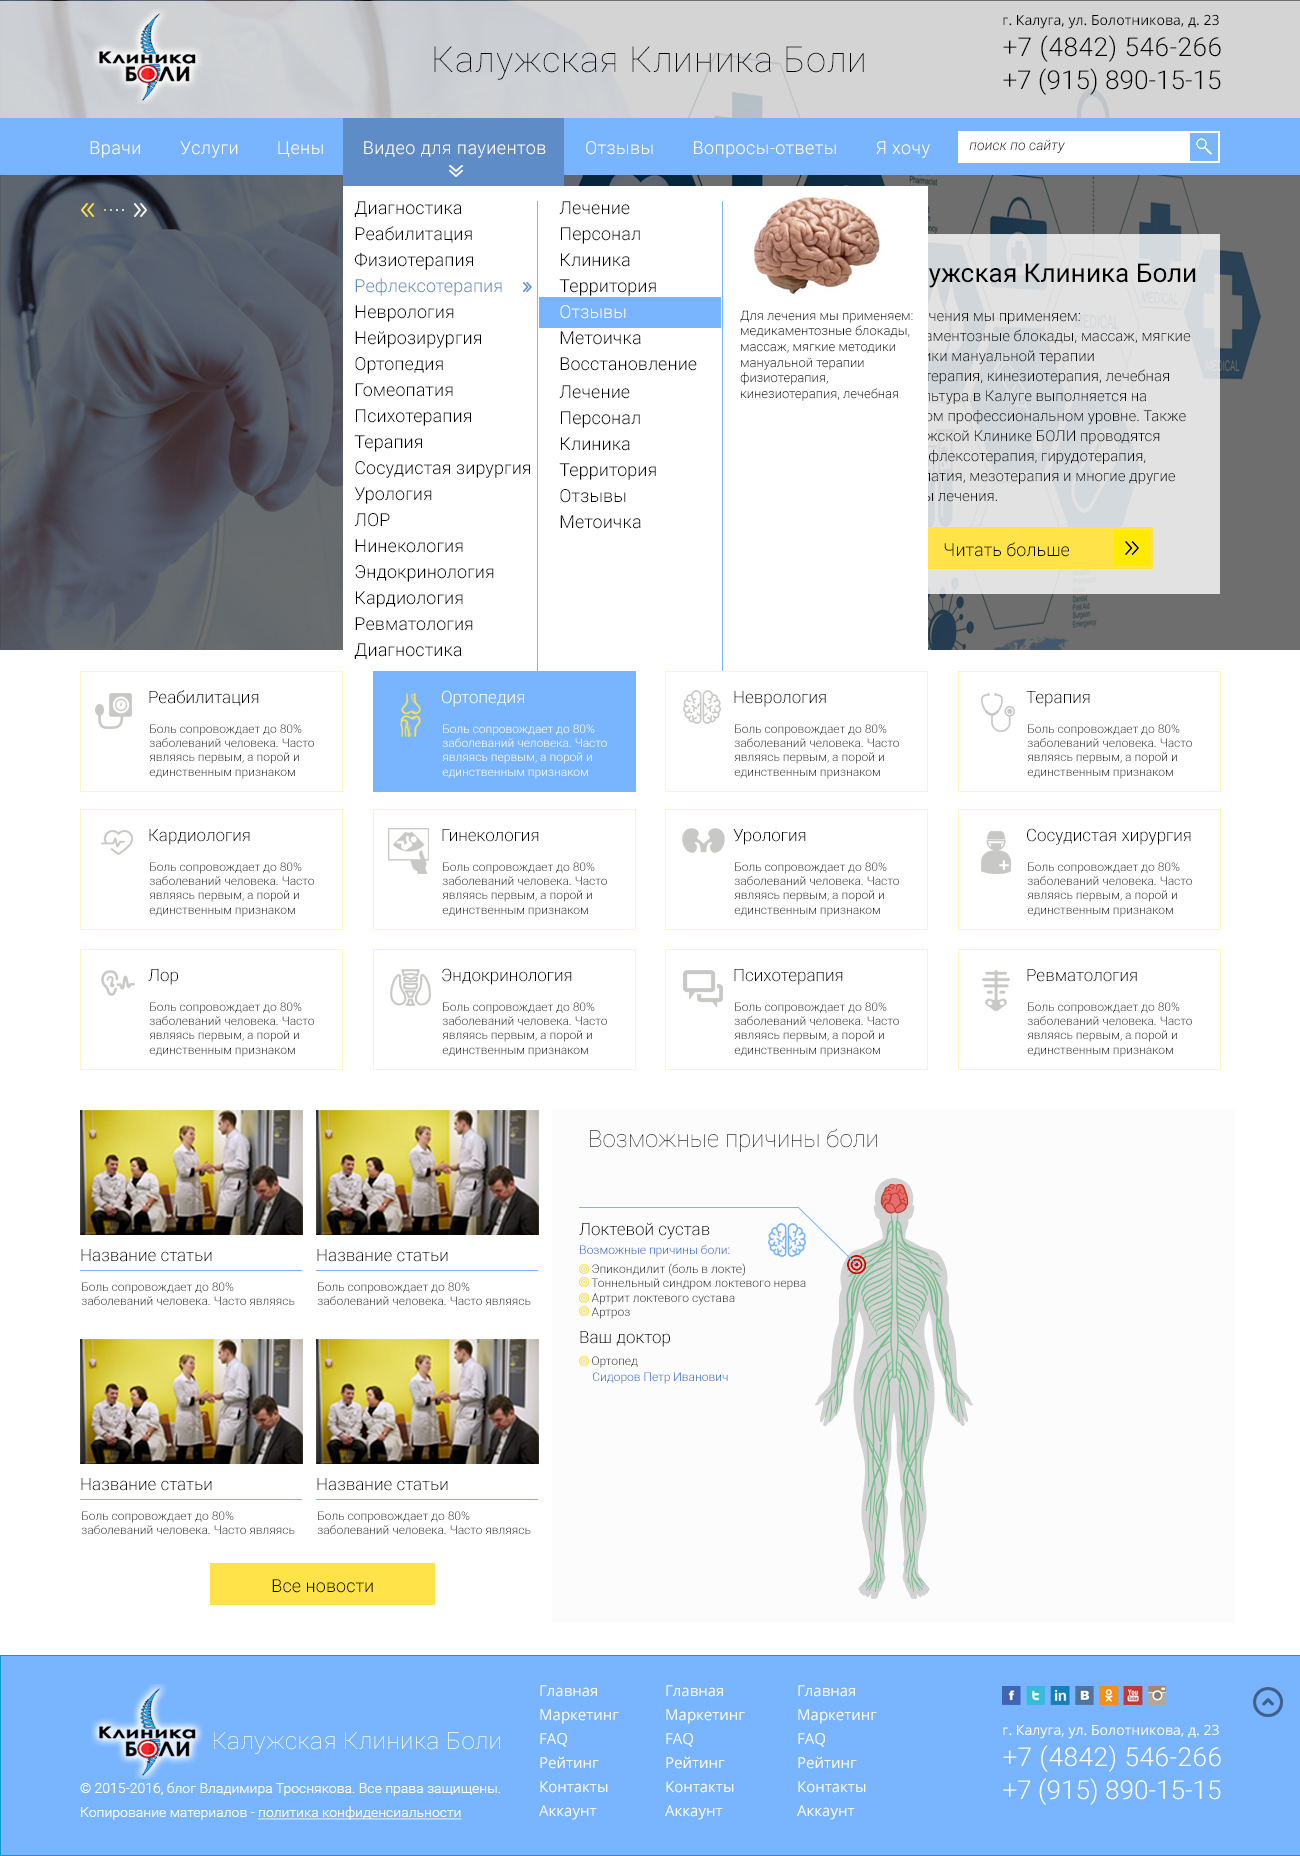 Клиника
БОЛИ
Калужская Клиника Боли
г. Калуга, ул. Болотникова, д. 23
+7 (4842) 546-266
+7 (915) 890-15-15
Врачи
Услуги
Цены
Видео для пауиентов
Отзывы
Вопросы-ответы
Я хочу
поиск по сайту
Диагностика
Реабилитация
Физиотерапия
Рефлексотерапия
Неврология
Нейрозирургия
Ортопедия
Гомеопатия
Психотерапия
Терапия
Сосудистая зирургия
Урология
ЛОР
Нинекология
Эндокринология
Кардиология
Ревматология
Диагностика
Лечение
Персонал
Клиника
Территория
Отзывы
Метоичка
Восстановление
Лечение
Персонал
Клиника
Территория
Отзывы
Метоичка
Для лечения мы применяем:
медикаментозные блокады,
массаж, мягкие методики
мануальной терапии
физиотерапия,
кинезиотерапия, лечебная
Pharmacist
MEDICAL
MEDICAL
MEDICAL
лужская Клиника Боли
чения мы применяем:
аментозные блокады, массаж, мягкие
ики мануальной терапии
терапия, кинезиотерапия, лечебная
льтура в Калуге выполняется на
ом профессиональном уровне. Также
жской Клинике БОЛИ проводятся
флексотерапия, гирудотерапия,
патия, мезотерапия и многие другие
ы лечения.
Читать больше
Dentist
First Aid
Surgeon
Emergency
Реабилитация
Боль сопровождает до 80%
заболеваний человека. Часто
являясь первым, а порой и
единственным признаком
Ортопедия
Боль сопровождает до 80%
заболеваний человека. Часто
являясь первым, а порой и
единственным признаком
Неврология
Боль сопровождает до 80%
заболеваний человека. Часто
являясь первым, а порой и
единственным признаком
Терапия
Боль сопровождает до 80%
заболеваний человека. Часто
являясь первым, а порой и
единственным признаком
Кардиология
Боль сопровождает до 80%
заболеваний человека. Часто
являясь первым, а порой и
единственным признаком
Гинекология
Боль сопровождает до 80%
заболеваний человека. Часто
являясь первым, а порой и
единственным признаком
Урология
Боль сопровождает до 80%
заболеваний человека. Часто
являясь первым, а порой и
единственным признаком
Сосудистая хирургия
Боль сопровождает до 80%
заболеваний человека. Часто
являясь первым, а порой и
единственным признаком
Лор
Боль сопровождает до 80%
заболеваний человека. Часто
являясь первым, а порой и
единственным признаком
Эндокринология
Боль сопровождает до 80%
заболеваний человека. Часто
являясь первым, а порой и
единственным признаком
Психотерапия
Боль сопровождает до 80%
заболеваний человека. Часто
являясь первым, а порой и
единственным признаком
Ревматология
Боль сопровождает до 80%
заболеваний человека. Часто
являясь первым, а порой и
единственным признаком
Название статьи
Боль сопровождает до 80%
заболеваний человека. Часто являясь
Название статьи
Боль сопровождает до 80%
заболеваний человека. Часто являясь
Название статьи
Боль сопровождает до 80%
заболеваний человека. Часто являясь
Название статьи
Боль сопровождает до 80%
заболеваний человека. Часто являясь
Все новости
Возможные причины боли
Локтевой сустав
Возможные причины боли:
Эпикондилит (боль в локте)
Тоннельный синдром локтевого нерва
Артрит локтевого сустава
Артроз
Ваш доктор
Ортопед
Сидоров Петр Иванович
Клиника
БОЛИ
Калужская Клиника Боли
© 2015-2016, блог Владимира Троснякова. Все права защищены.
Копирование материалов - политика конфиденсиальности
Главная
Маркетинг
FAQ
Рейтинг
Контакты
Аккаунт
Главная
Маркетинг
FAQ
Рейтинг
Контакты
Аккаунт
Главная
Маркетинг
FAQ
Рейтинг
Контакты
Аккаунт
г. Калуга, ул. Болотникова, д. 23
+7 (4842) 546-266
+7 (915) 890-15-15